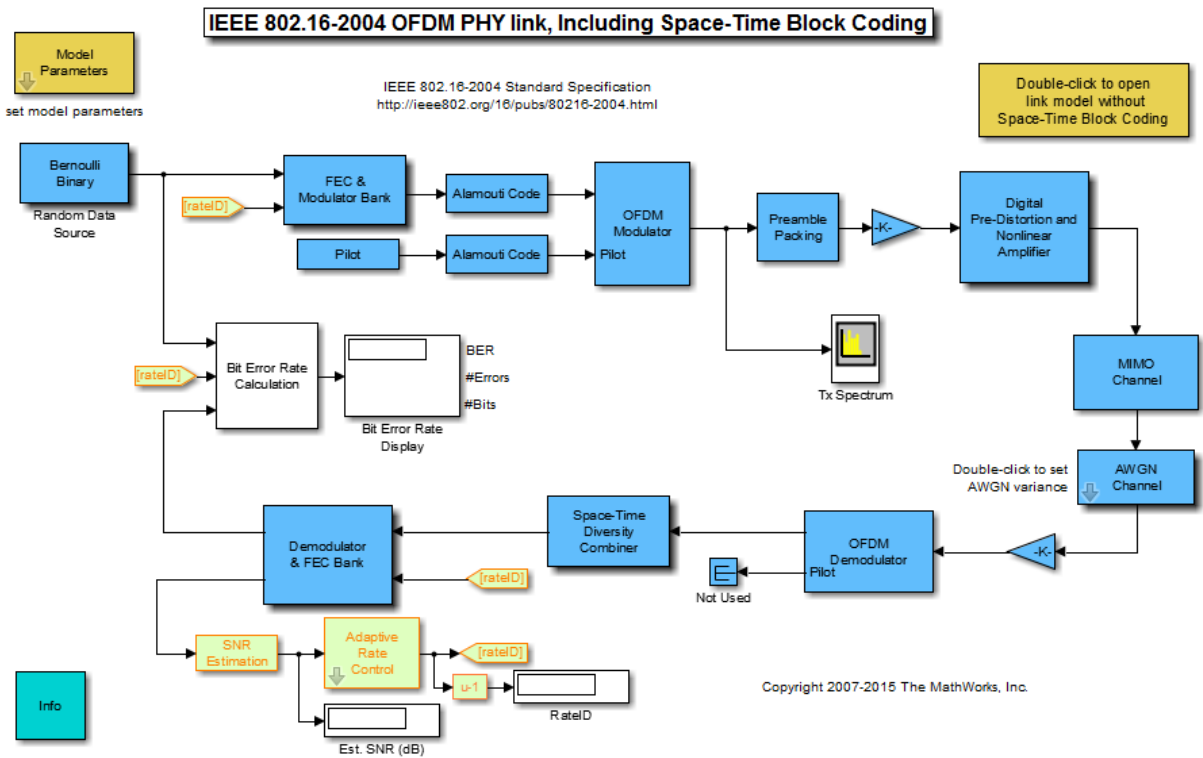 IEEE 802.16-2004 OFDM PHY link, Including Space-Time Block Coding
Model
Parameters
set model parameters
IEEE 802.16-2004 Standard Specification
http://ieee802.org/16/pubs/80216-2004.html
Double-click to open
link model without
Space-Time Block Coding
Bernoulli
Binary
Random Data
Source
[rateID]
FEC &
Modulator Bank
Alamouti Code
Pilot
Alamouti Code
OFDM
Modulator
Pilot
Preamble
Packing
-K-
Digital
Pre-Distortion and
Nonlinear
Amplifier
Tx Spectrum
MIMO
Channel
Double-click to set
AWGN variance
AWGN
Channel
[rateID]
Bit Error Rate
Calculation
BER
#Errors
#Bits
Bit Error Rate
Display
Demodulator
& FEC Bank
Space-Time
Diversity
Combiner
OFDM
Demodulator
Pilot
-K-
Not Used
[rateID]
SNR
Estimation
Adaptive
Rate
Control
[rateID]
u-1
RateID
Est. SNR (dB)
Info
Copyright 2007-2015 The MathWorks, Inc.